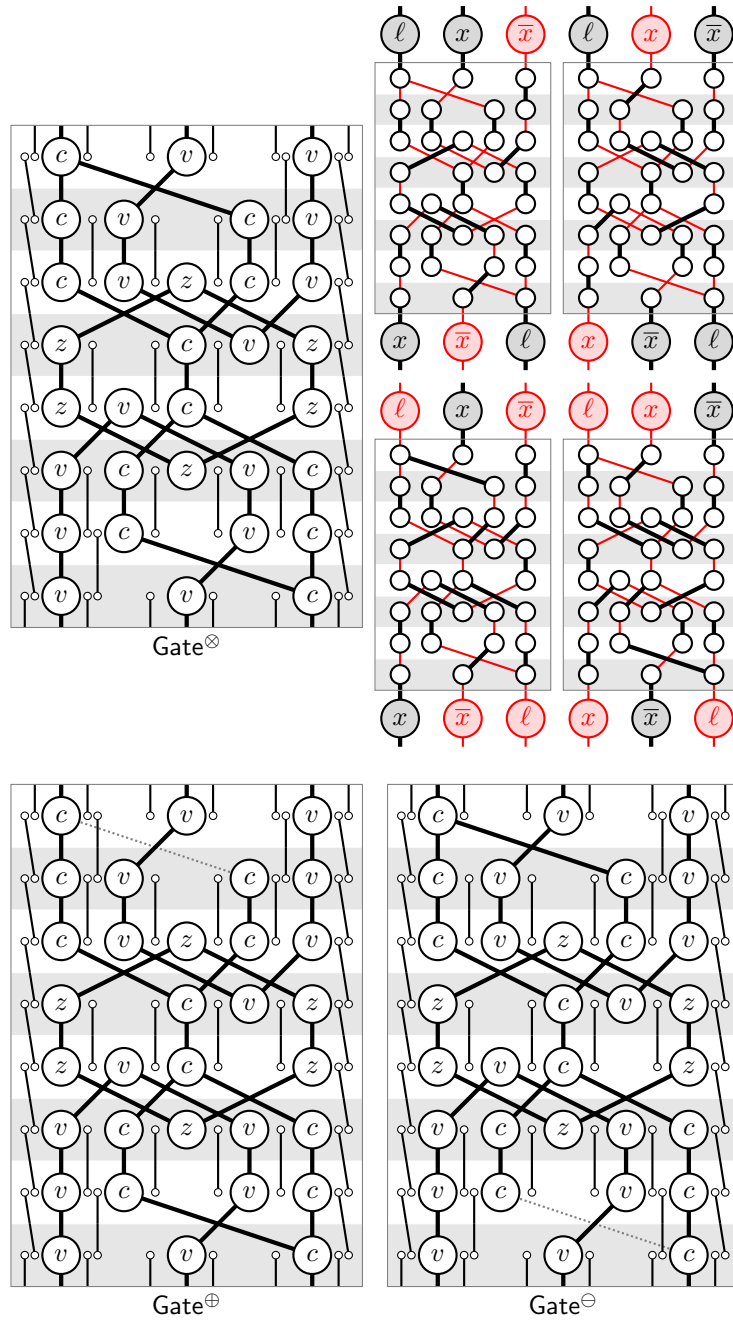 ℓ x x̅ ℓ x x̅
c v v
c v c v
c v z c v
z c v z
z v c z
v c z v c
v c v c
v v c
Gate⊗
x x̅ ℓ x x̅ ℓ
ℓ x x̅ ℓ x x̅
x x̅ ℓ x x̅ ℓ
c v v c v v
c v c v c v c v
c v z c v c v z c v
z c v z z c v z
z v c z z v c z
v c z v c v c z v c
v c v c v c v c
v v c v v c
Gate⊕ Gate⊖